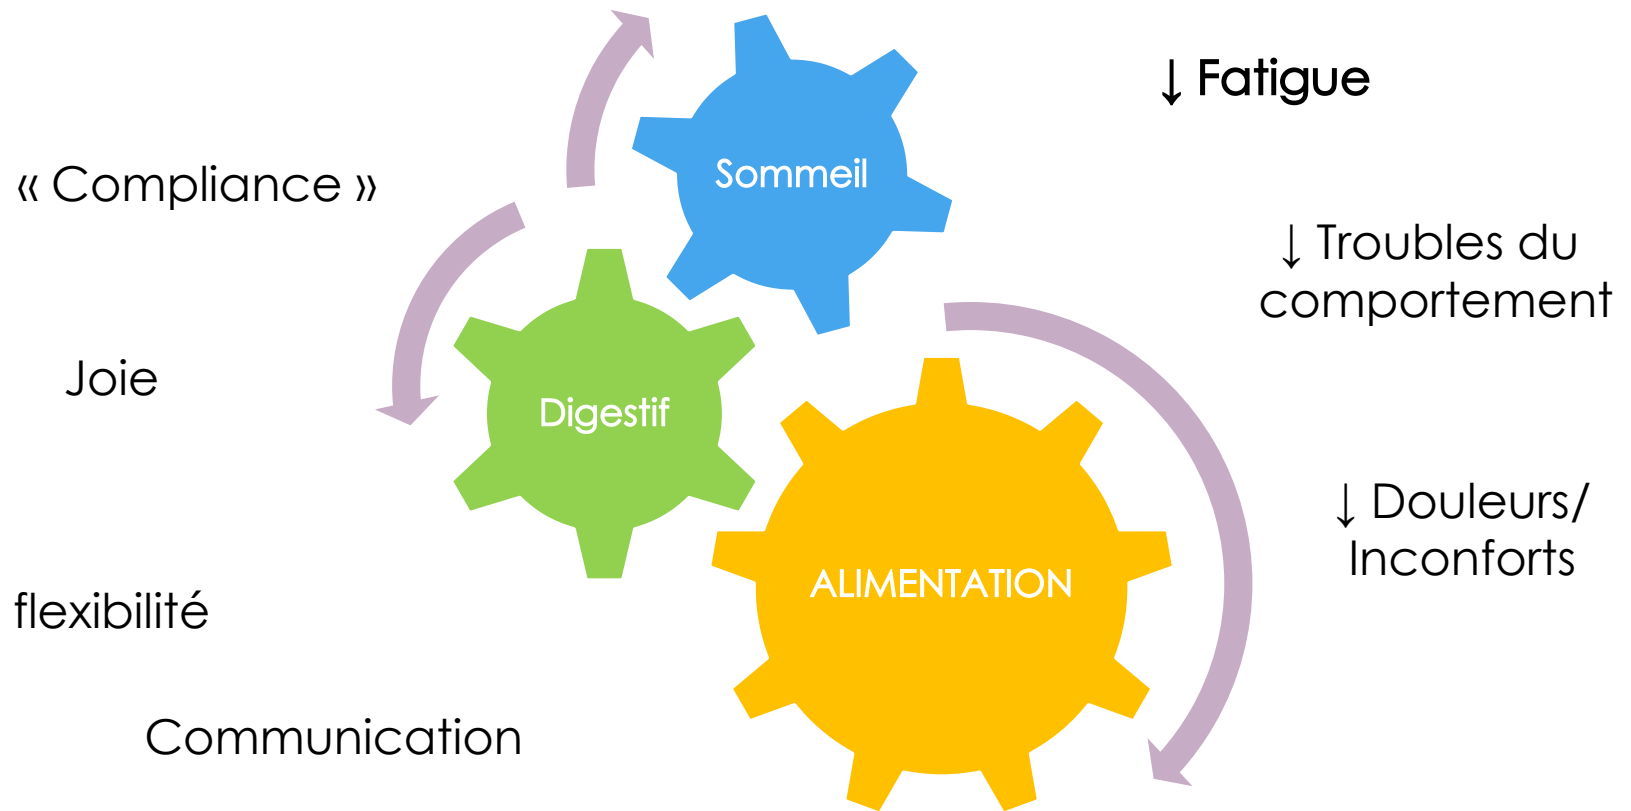 ↓ Fatigue
Sommeil
« Compliance »
↓ Troubles du
comportement
Joie
Digestif
↓ Douleurs/
Inconforts
ALIMENTATION
flexibilité
Communication